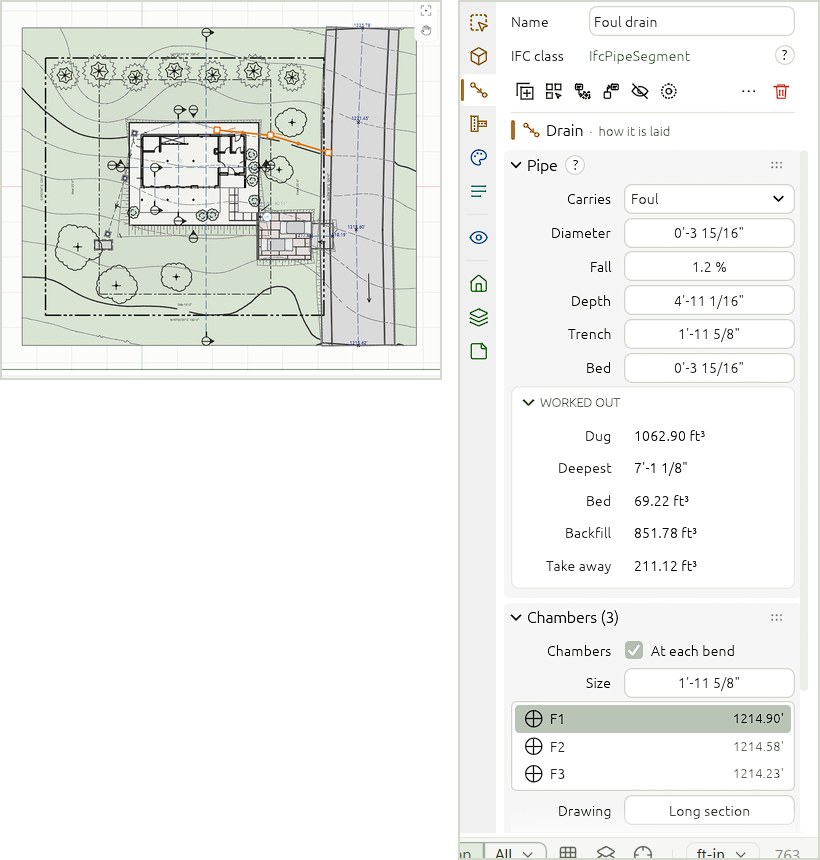 Name
Foul drain
IFC class
IfcPipeSegment
?
Drain · how it is laid
Pipe
?
Carries
Foul
Diameter
0'-3 15/16"
Fall
1.2 %
Depth
4'-11 1/16"
Trench
1'-11 5/8"
Bed
0'-3 15/16"
WORKED OUT
Dug
1062.90 ft³
Deepest
7'-1 1/8"
Bed
69.22 ft³
Backfill
851.78 ft³
Take away
211.12 ft³
Chambers (3)
Chambers
At each bend
Size
1'-11 5/8"
F1
1214.90'
F2
1214.58'
F3
1214.23'
Drawing
Long section
All
ft-in
763